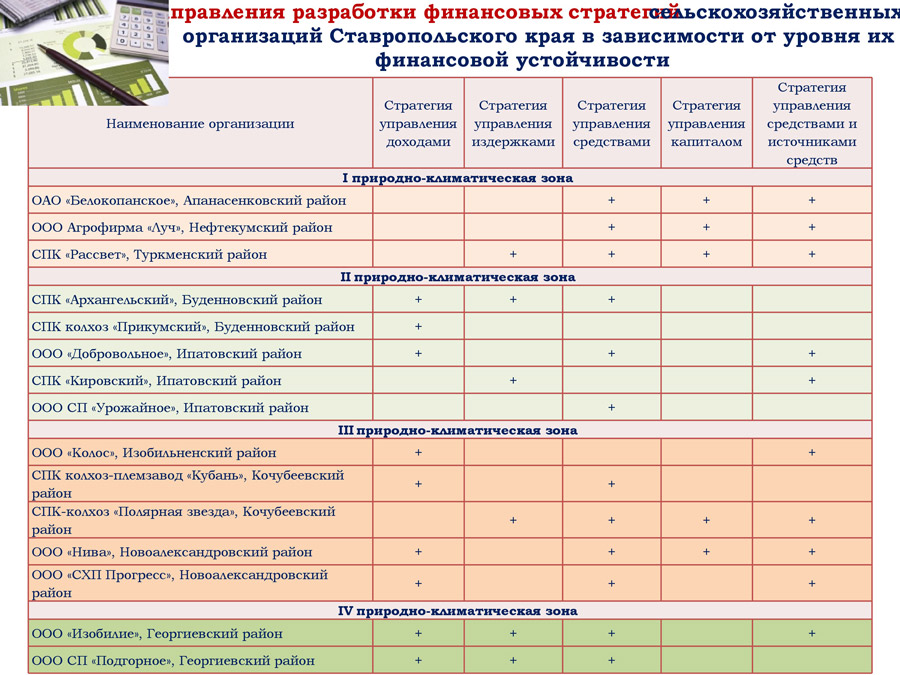 правления разработки финансовых стратегий сельскохозяйственных
организаций Ставропольского края в зависимости от уровня их
финансовой устойчивости
Наименование организации
Стратегия
управления
доходами
Стратегия
управления
издержками
Стратегия
управления
средствами
Стратегия
управления
капиталом
Стратегия
управления
средствами и
источниками
средств
I природно-климатическая зона
ОАО «Белокопанское», Апанасенковский район + + +
ООО Агрофирма «Луч», Нефтекумский район + + +
СПК «Рассвет», Туркменский район + + + +
II природно-климатическая зона
СПК «Архангельский», Буденновский район + + +
СПК колхоз «Прикумский», Буденновский район +
ООО «Добровольное», Ипатовский район + + +
СПК «Кировский», Ипатовский район + +
ООО СП «Урожайное», Ипатовский район +
III природно-климатическая зона
ООО «Колос», Изобильненский район + +
СПК колхоз-племзавод «Кубань», Кочубеевский
район + +
СПК-колхоз «Полярная звезда», Кочубеевский
район + + + +
ООО «Нива», Новоалександровский район + + + +
ООО «СХП Прогресс», Новоалександровский
район + + +
IV природно-климатическая зона
ООО «Изобилие», Георгиевский район + + + +
ООО СП «Подгорное», Георгиевский район + + +